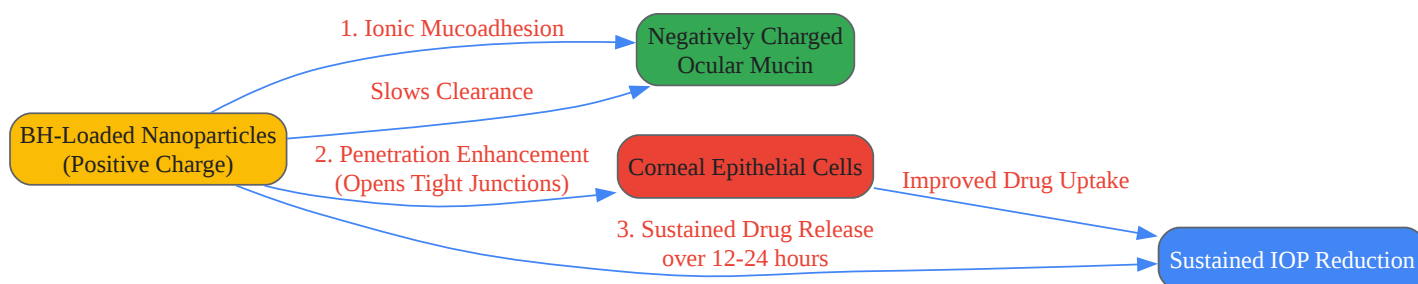 1. Ionic Mucoadhesion
Negatively Charged
Ocular Mucin
Slows Clearance
BH-Loaded Nanoparticles
(Positive Charge)
2. Penetration Enhancement
(Opens Tight Junctions)
Corneal Epithelial Cells
Improved Drug Uptake
3. Sustained Drug Release
over 12-24 hours
Sustained IOP Reduction